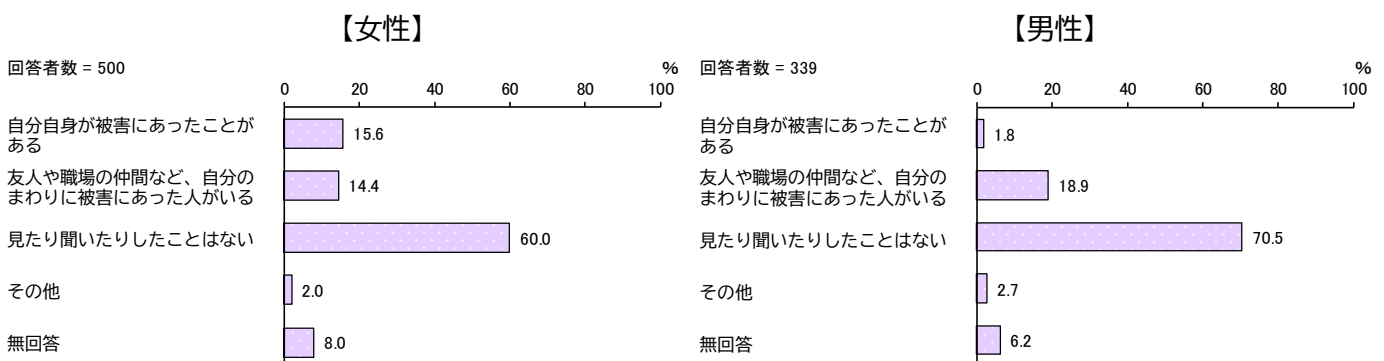 【女性】
回答者数 = 500
%
0 20 40 60 80 100
自分自身が被害にあったことが
ある
15.6
友人や職場の仲間など、自分の
まわりに被害にあった人がいる
14.4
見たり聞いたりしたことはない
60.0
その他
2.0
無回答
8.0
【男性】
回答者数 = 339
%
0 20 40 60 80 100
自分自身が被害にあったことが
ある
1.8
友人や職場の仲間など、自分の
まわりに被害にあった人がいる
18.9
見たり聞いたりしたことはない
70.5
その他
2.7
無回答
6.2